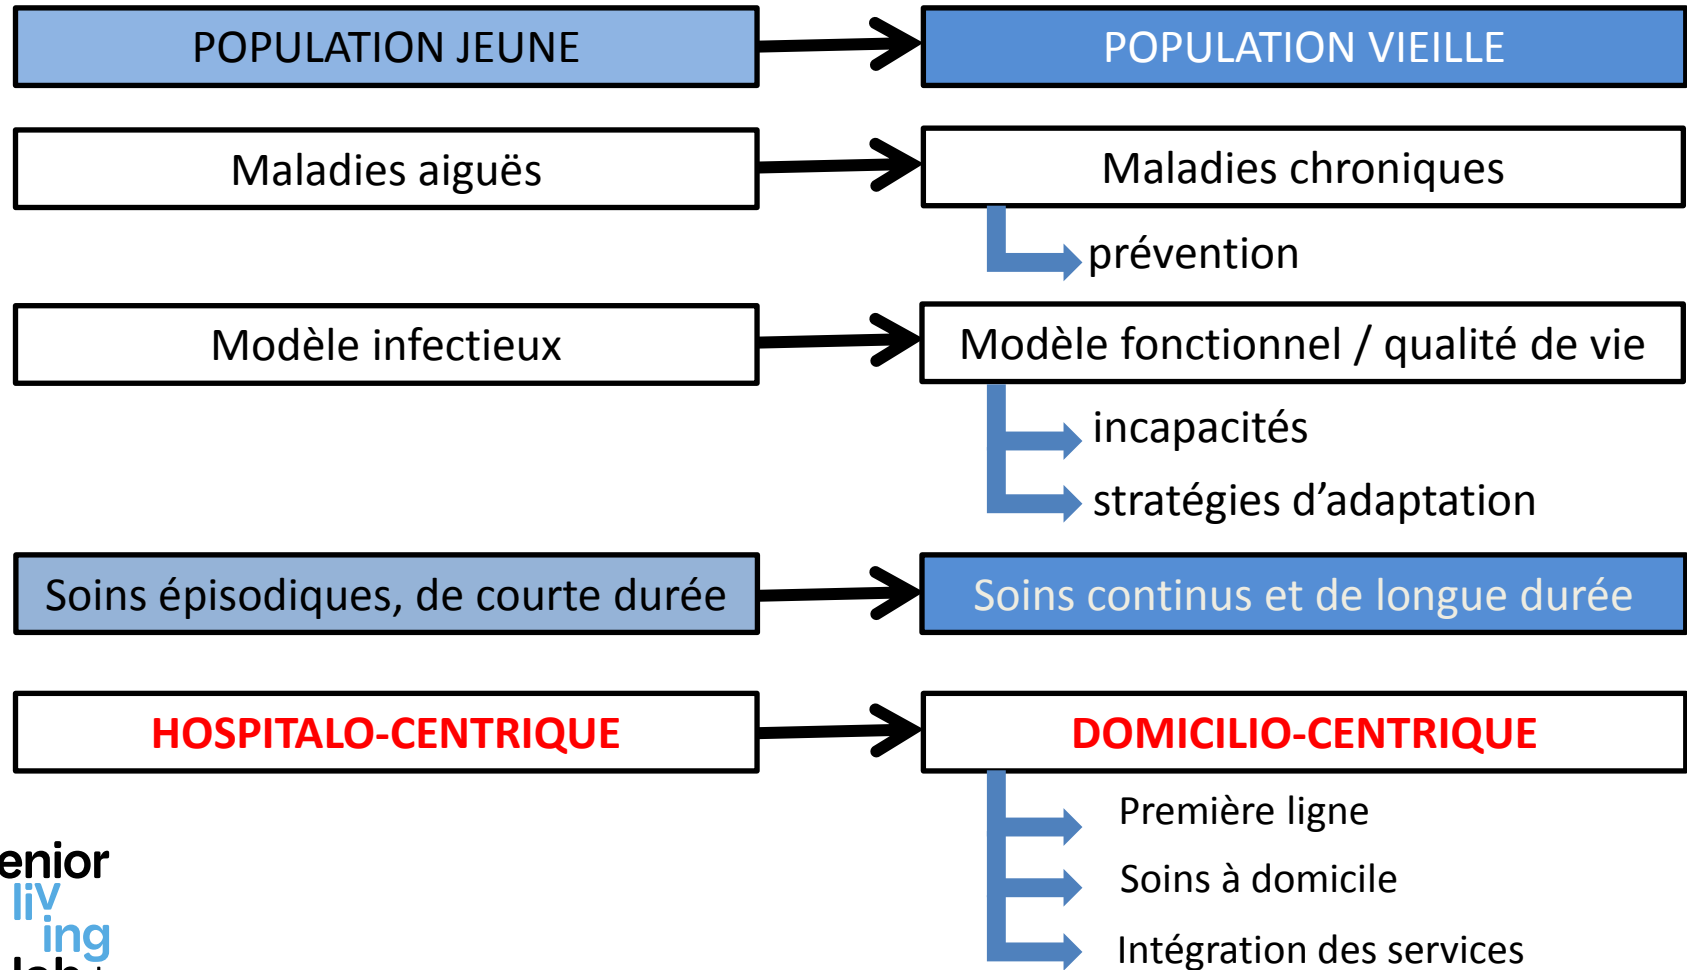 POPULATION JEUNE
POPULATION VIEILLE
Maladies aiguës
Maladies chroniques
prévention
Modèle infectieux
Modèle fonctionnel / qualité de vie
incapacités
stratégies d’adaptation
Soins épisodiques, de courte durée
Soins continus et de longue durée
HOSPITALO-CENTRIQUE
DOMICILIO-CENTRIQUE
Première ligne
Soins à domicile
Intégration des services
enior
liv
ing
lab